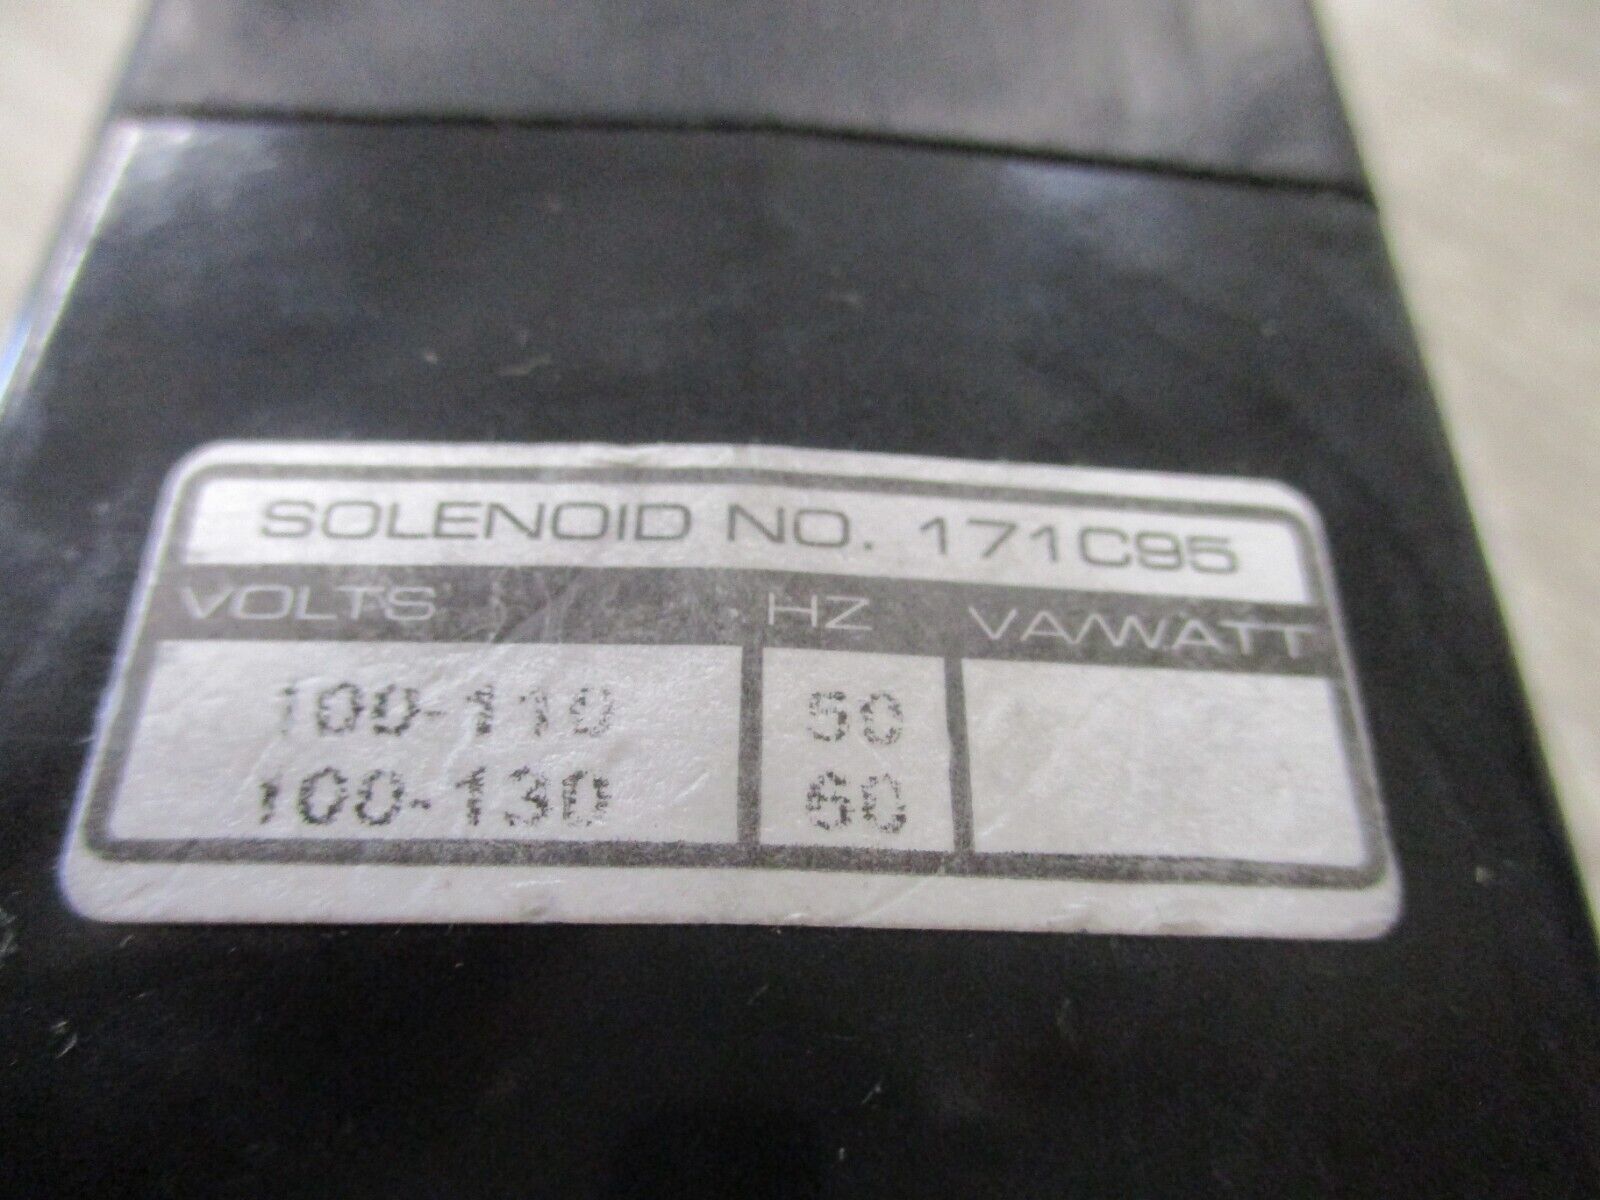 SOLENOID NO. 171C95
VOLTS HZ VA/WATT
100-110 50
100-130 60